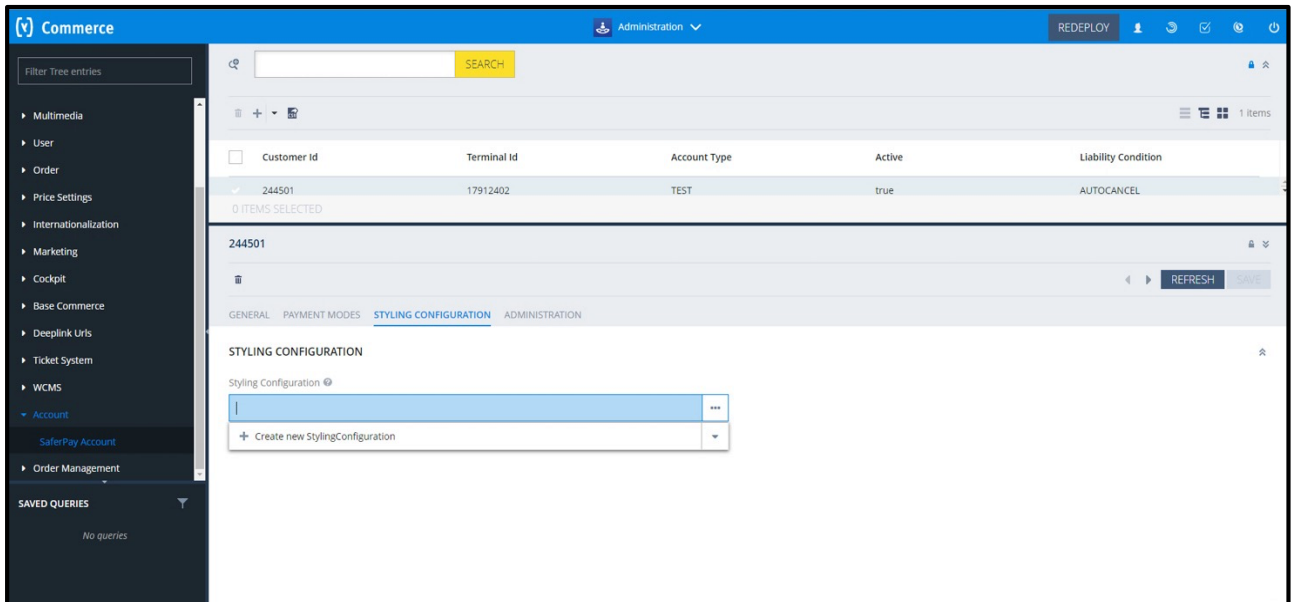 (Y) Commerce
Administration
REDEPLOY
Filter Tree entries
Multimedia
User
Order
Price Settings
Internationalization
Marketing
Cockpit
Base Commerce
Deeplink Urls
Ticket System
WCMS
Account
SaferPay Account
Order Management
SAVED QUERIES
No queries
SEARCH
1 items
Customer Id Terminal Id Account Type Active Liability Condition
244501 17912402 TEST true AUTOCANCEL
0 ITEMS SELECTED
244501
REFRESH SAVE
GENERAL PAYMENT MODES STYLING CONFIGURATION ADMINISTRATION
STYLING CONFIGURATION
Styling Configuration
Create new StylingConfiguration